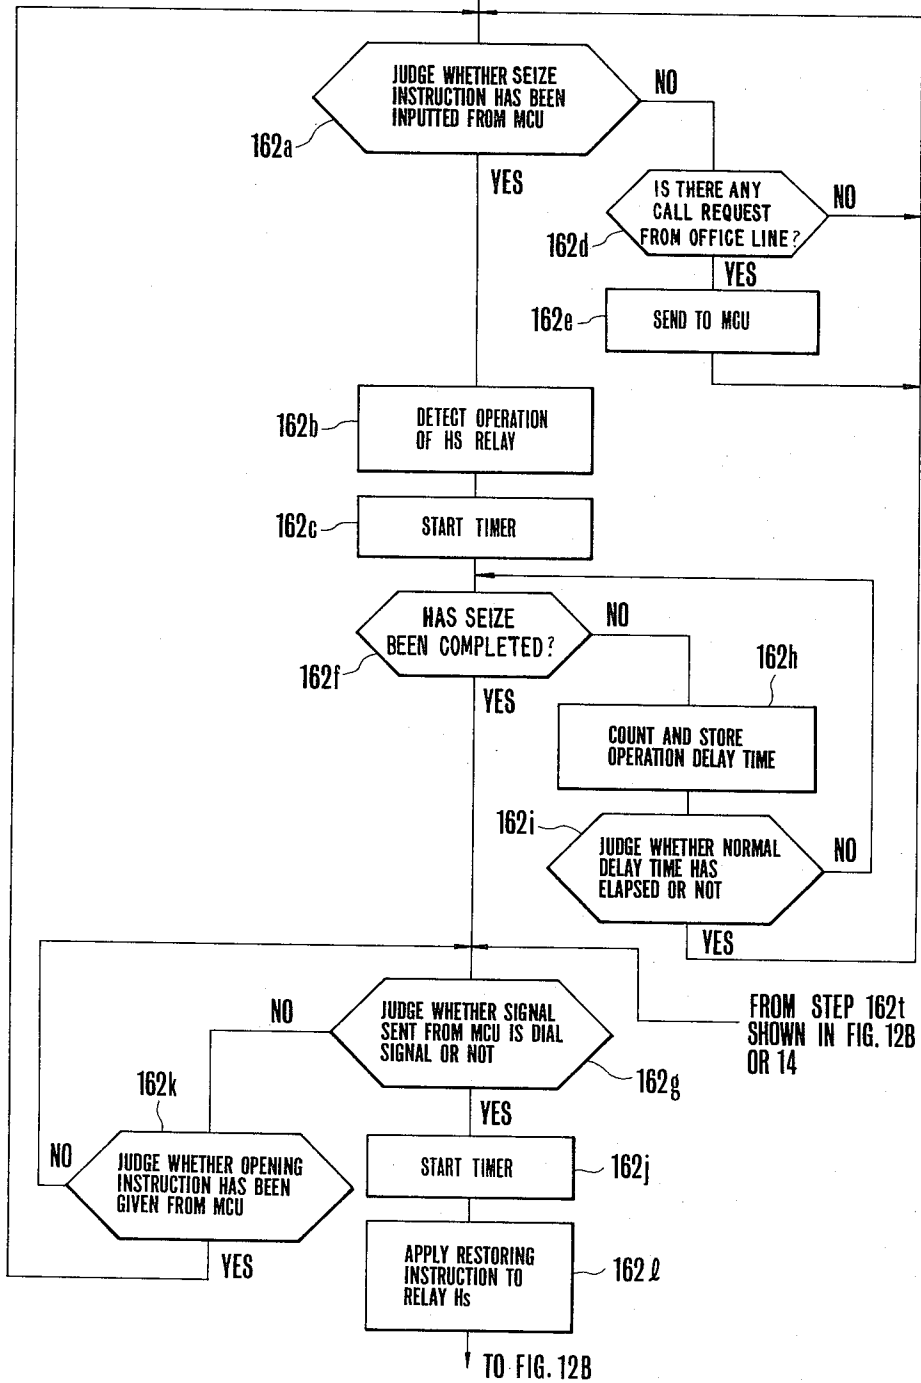 JUDGE WHETHER SEIZE
INSTRUCTION HAS BEEN
INPUTTED FROM MCU
NO
162a
YES
IS THERE ANY
CALL REQUEST
FROM OFFICE LINE?
NO
162d
YES
162e
SEND TO MCU
162b
DETECT OPERATION
OF HS RELAY
162c
START TIMER
HAS SEIZE
BEEN COMPLETED?
NO
162f
YES
162h
COUNT AND STORE
OPERATION DELAY TIME
162i
JUDGE WHETHER NORMAL
DELAY TIME HAS
ELAPSED OR NOT
NO
YES
FROM STEP 162t
SHOWN IN FIG. 12B
OR 14
NO
JUDGE WHETHER SIGNAL
SENT FROM MCU IS DIAL
SIGNAL OR NOT
162g
162k
YES
NO
JUDGE WHETHER OPENING
INSTRUCTION HAS BEEN
GIVEN FROM MCU
YES
START TIMER
162j
APPLY RESTORING
INSTRUCTION TO
RELAY Hs
162ℓ
TO FIG. 12B